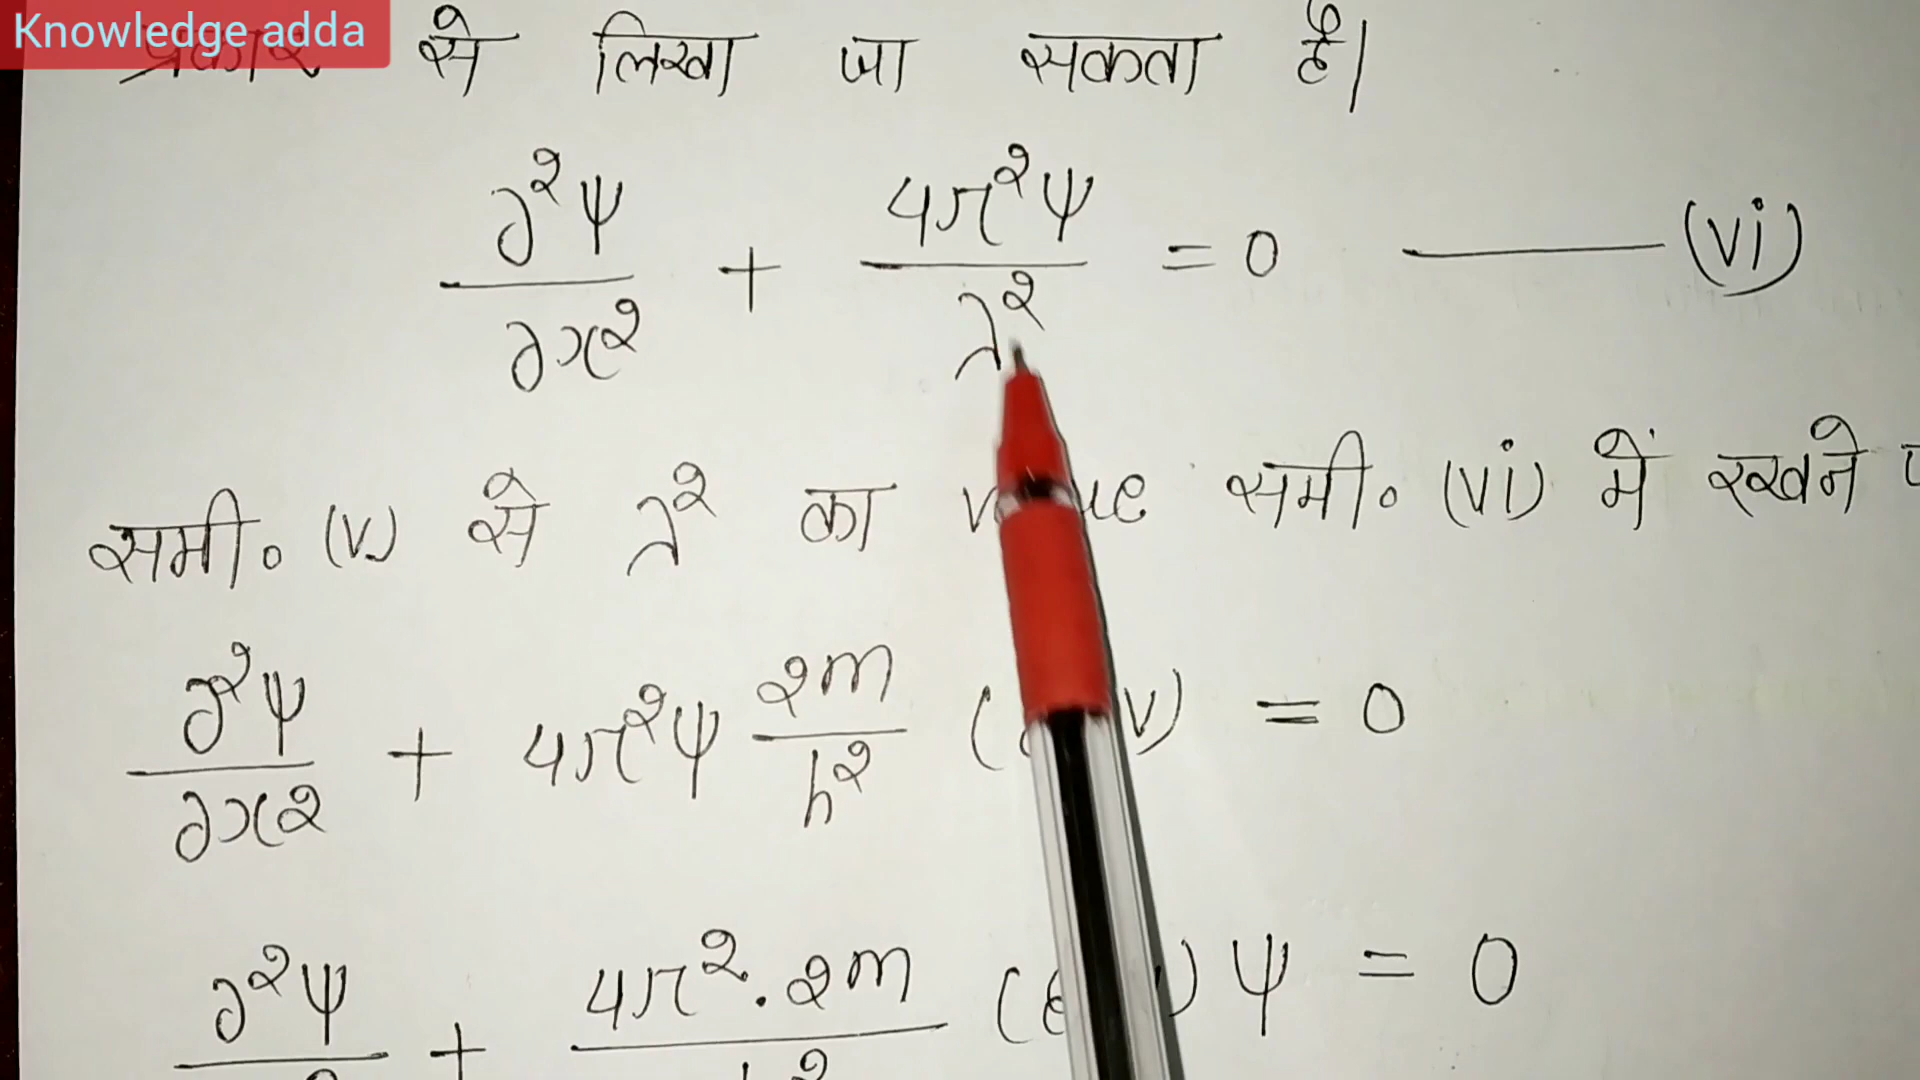 Knowledge adda
प्रकार से लिखा जा सकता है।
∂²ψ/∂x² + 4π²ψ/λ² = 0 —— (vi)
समी० (v) से λ² का समी० (vi) में रखने
∂²ψ/∂x² + 4π²ψ 2m/h² ( v) = 0
∂²ψ + 4π².2m (E ) ψ = 0